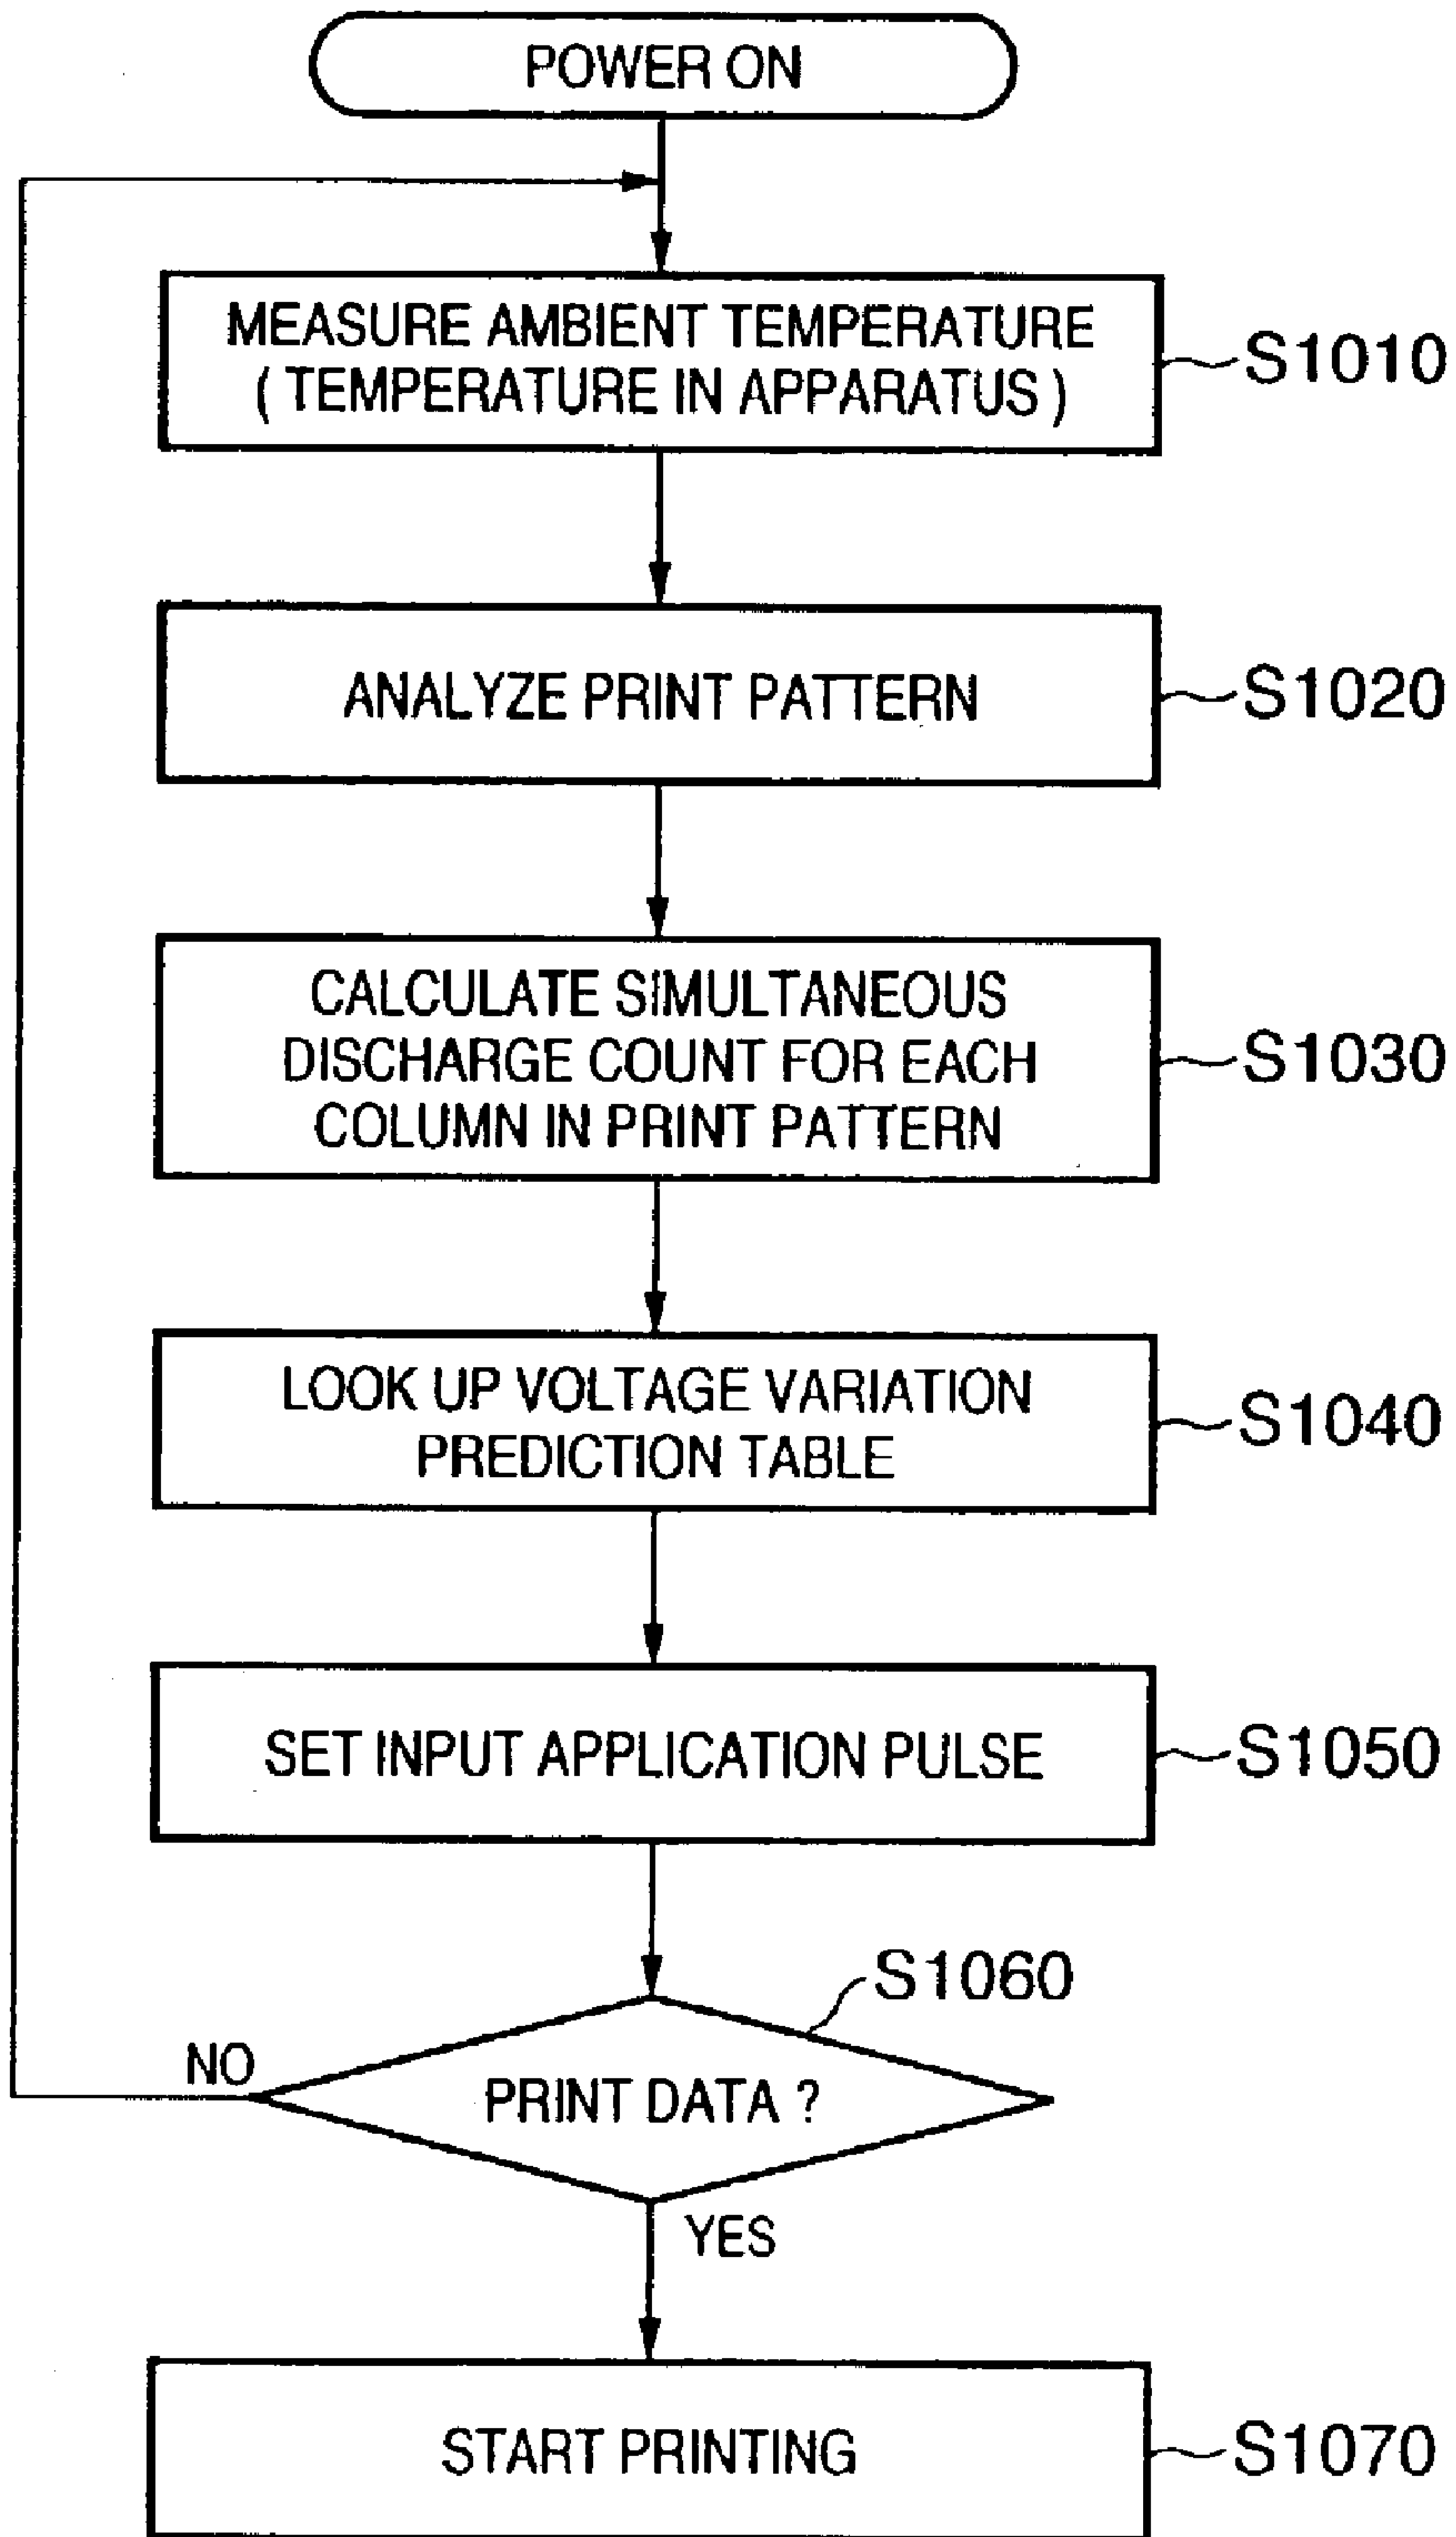 POWER ON
MEASURE AMBIENT TEMPERATURE
( TEMPERATURE IN APPARATUS )
S1010
ANALYZE PRINT PATTERN
S1020
CALCULATE SIMULTANEOUS
DISCHARGE COUNT FOR EACH
COLUMN IN PRINT PATTERN
S1030
LOOK UP VOLTAGE VARIATION
PREDICTION TABLE
S1040
SET INPUT APPLICATION PULSE
S1050
S1060
NO
PRINT DATA ?
YES
START PRINTING
S1070